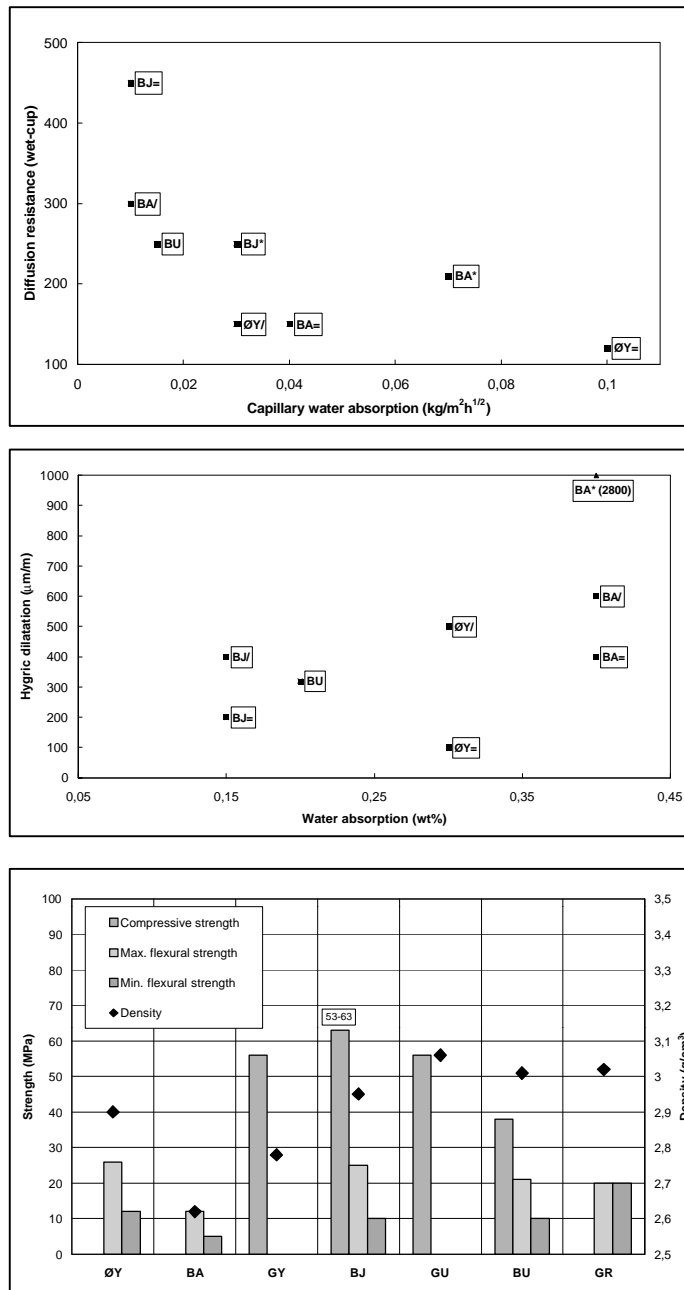 500
400
300
200
100
BJ=
BA/
BU
BJ*
BA*
ØY/
BA=
ØY=
0
0,02
0,04
0,06
0,08
0,1
Capillary water absorption (kg/m²h¹ᐟ²)
Diffusion resistance (wet-cup)
1000
900
800
700
600
500
400
300
200
100
0
BA* (2800)
BA/
ØY/
BJ/
BU
BA=
BJ=
ØY=
0,05
0,15
0,25
0,35
0,45
Water absorption (wt%)
Hygric dilatation (µm/m)
100
90
80
70
60
50
40
30
20
10
0
Strength (MPa)
Compressive strength
Max. flexural strength
Min. flexural strength
Density
53-63
3,5
3,4
3,3
3,2
3,1
3
2,9
2,8
2,7
2,6
2,5
Density (g/cm³)
ØY
BA
GY
BJ
GU
BU
GR